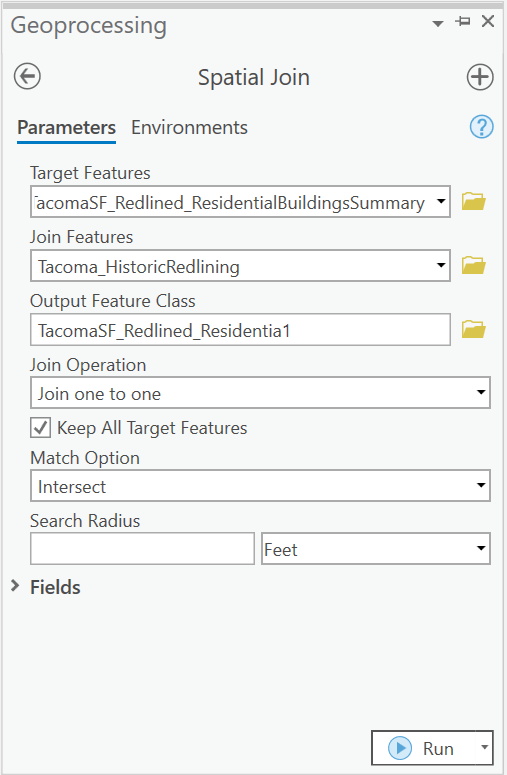 Geoprocessing
Spatial Join
Parameters Environments
?
Target Features
TacomaSF_Redlined_ResidentialBuildingsSummary
Join Features
Tacoma_HistoricRedlining
Output Feature Class
TacomaSF_Redlined_Residentia1
Join Operation
Join one to one
Keep All Target Features
Match Option
Intersect
Search Radius
Feet
Fields
Run